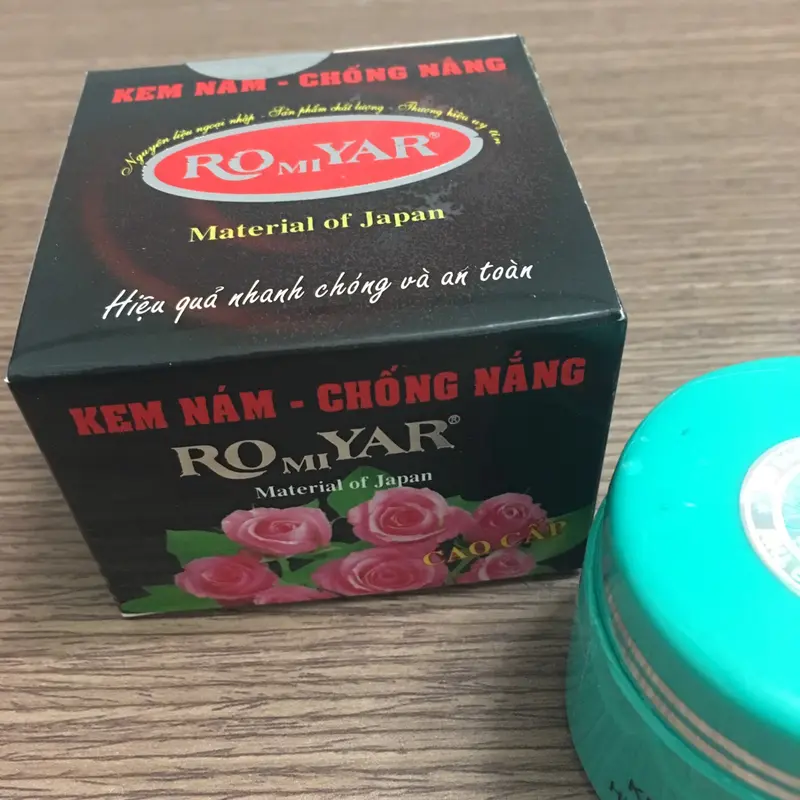 KEM NÁM - CHỐNG NẮNG
Nguyên liệu ngoại nhập - Sản phẩm chất lượng - Thương hiệu uy tín
ROMIYAR®
Material of Japan
Hiệu quả nhanh chóng và an toàn
KEM NÁM - CHỐNG NẮNG
ROMIYAR®
Material of Japan
CAO CẤP